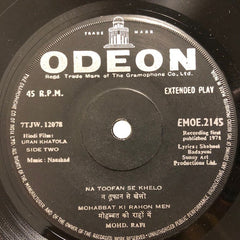 TRADE MARK
ODEON
Regd. Trade Mark of The Gramophone Co., Ltd.
45 R.P.M.
EXTENDED PLAY
7TJW. 12078
EMOE.2145
Hindi Film:
URAN KHATOLA
SIDE TWO
Music: Naushad
Recording first
published 1971
Lyrics: Shakeel
Badayuni
Sunny Art
Productions Ltd.
NA TOOFAN SE KHELO
न तूफान से खेलो
MOHABBAT KI RAHON MEN
मोहब्बत की राहों में
MOHD. RAFI